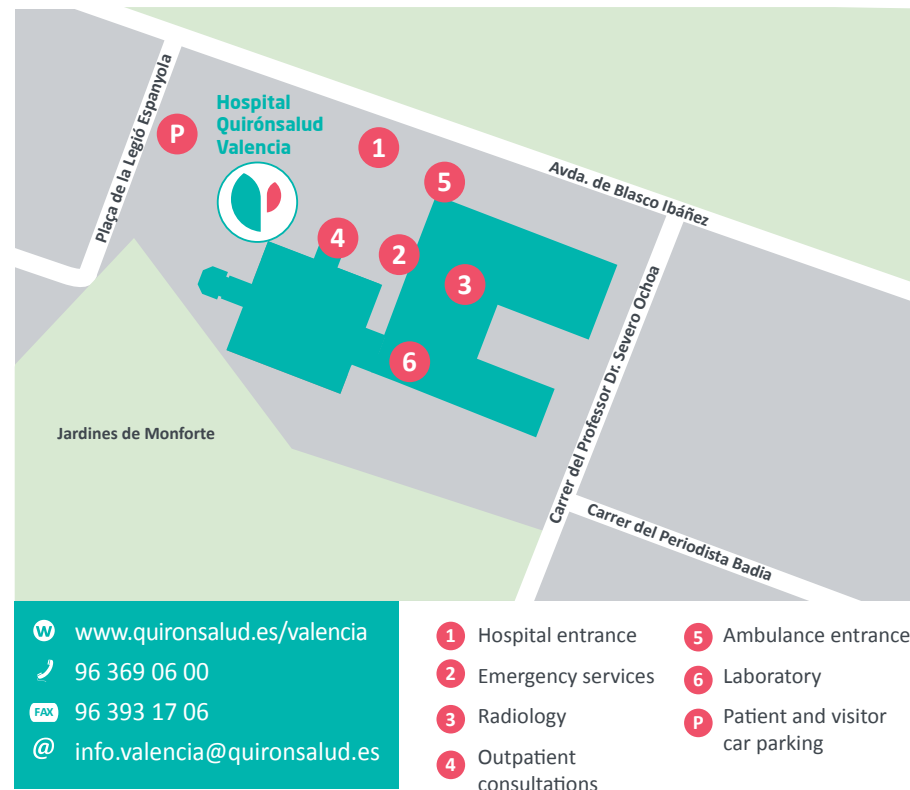 Plaça de la Legió Espanyola
P
Hospital
Quirónsalud
Valencia
1
5
Avda. de Blasco Ibáñez
4
2
3
6
Carrer del Professor Dr. Severo Ochoa
Jardines de Monforte
Carrer del Periodista Badia
W www.quironsalud.es/valencia
96 369 06 00
FAX 96 393 17 06
@ info.valencia@quironsalud.es
1 Hospital entrance
2 Emergency services
3 Radiology
4 Outpatient
consultations
5 Ambulance entrance
6 Laboratory
P Patient and visitor
car parking